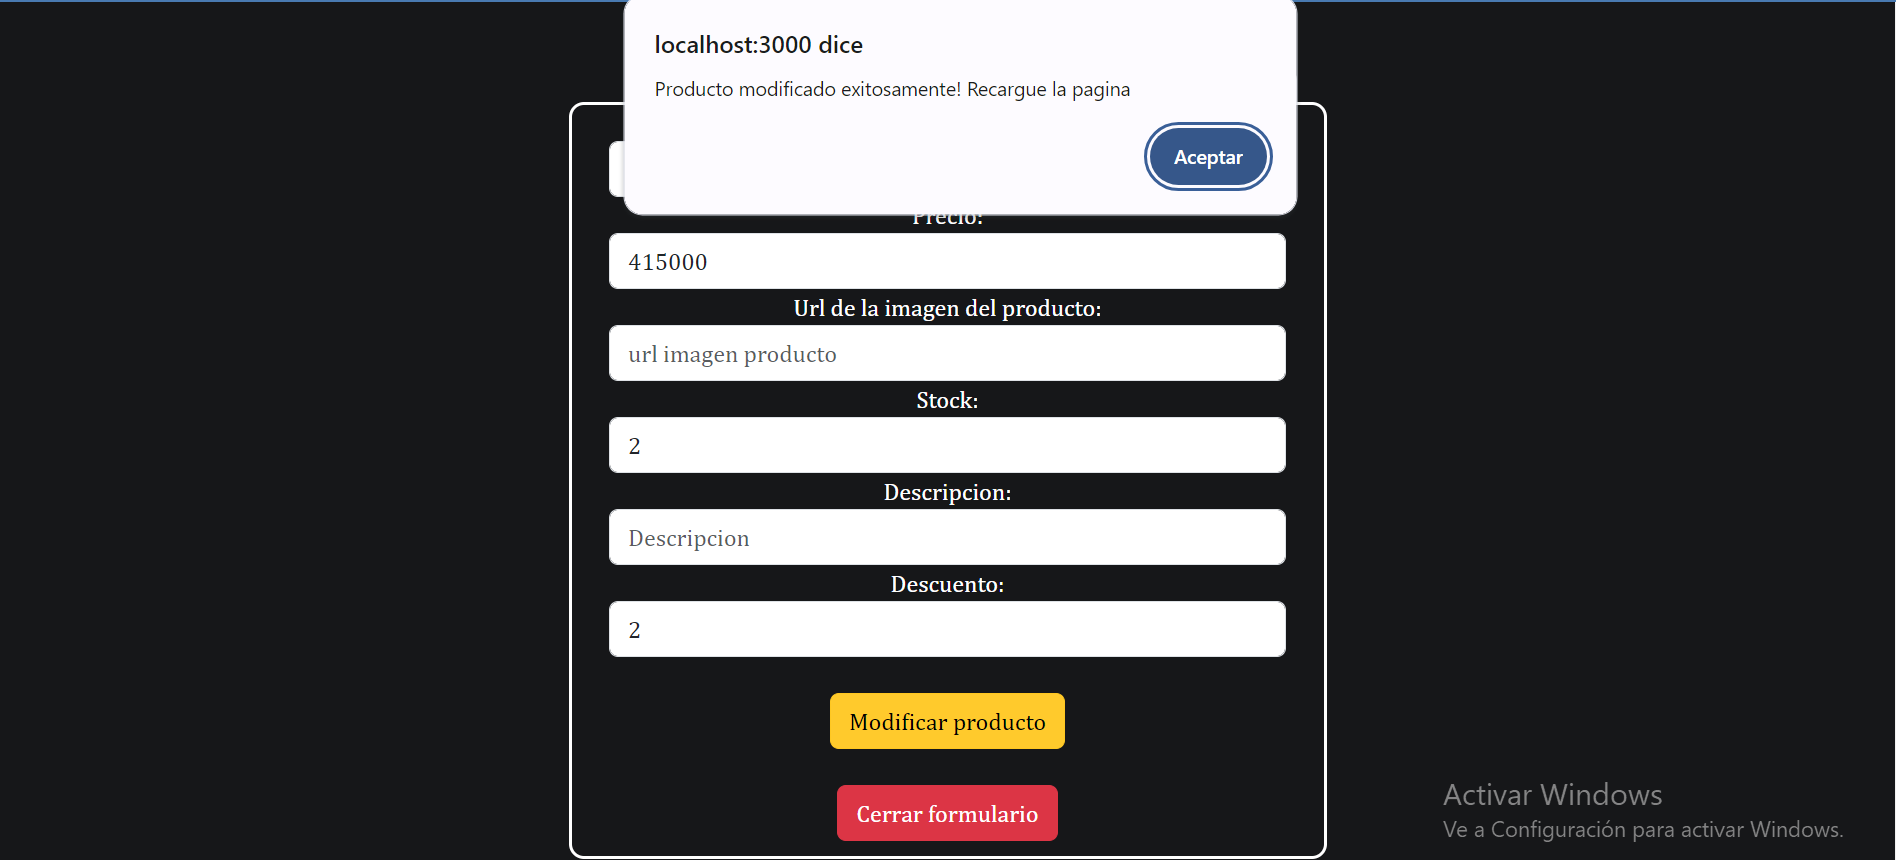 localhost:3000 dice
Producto modificado exitosamente! Recargue la pagina
Aceptar
Precio:
415000
Url de la imagen del producto:
url imagen producto
Stock:
2
Descripcion:
Descripcion
Descuento:
2
Modificar producto
Cerrar formulario
Activar Windows
Ve a Configuración para activar Windows.